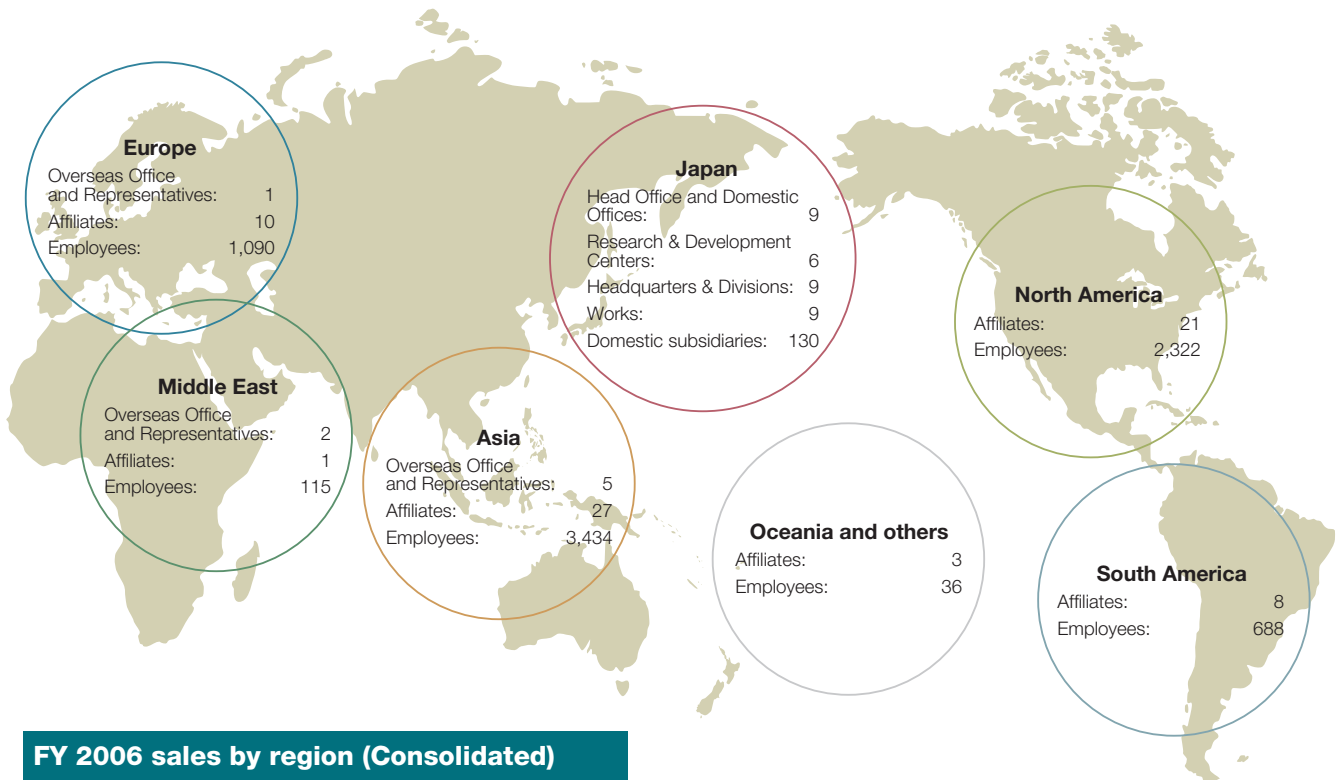 Europe
Overseas Office
and Representatives: 1
Affiliates: 10
Employees: 1,090
Japan
Head Office and Domestic
Offices: 9
Research & Development
Centers: 6
Headquarters & Divisions: 9
Works: 9
Domestic subsidiaries: 130
North America
Affiliates: 21
Employees: 2,322
Middle East
Overseas Office
and Representatives: 2
Affiliates: 1
Employees: 115
Asia
Overseas Office
and Representatives: 5
Affiliates: 27
Employees: 3,434
Oceania and others
Affiliates: 3
Employees: 36
South America
Affiliates: 8
Employees: 688
FY 2006 sales by region (Consolidated)